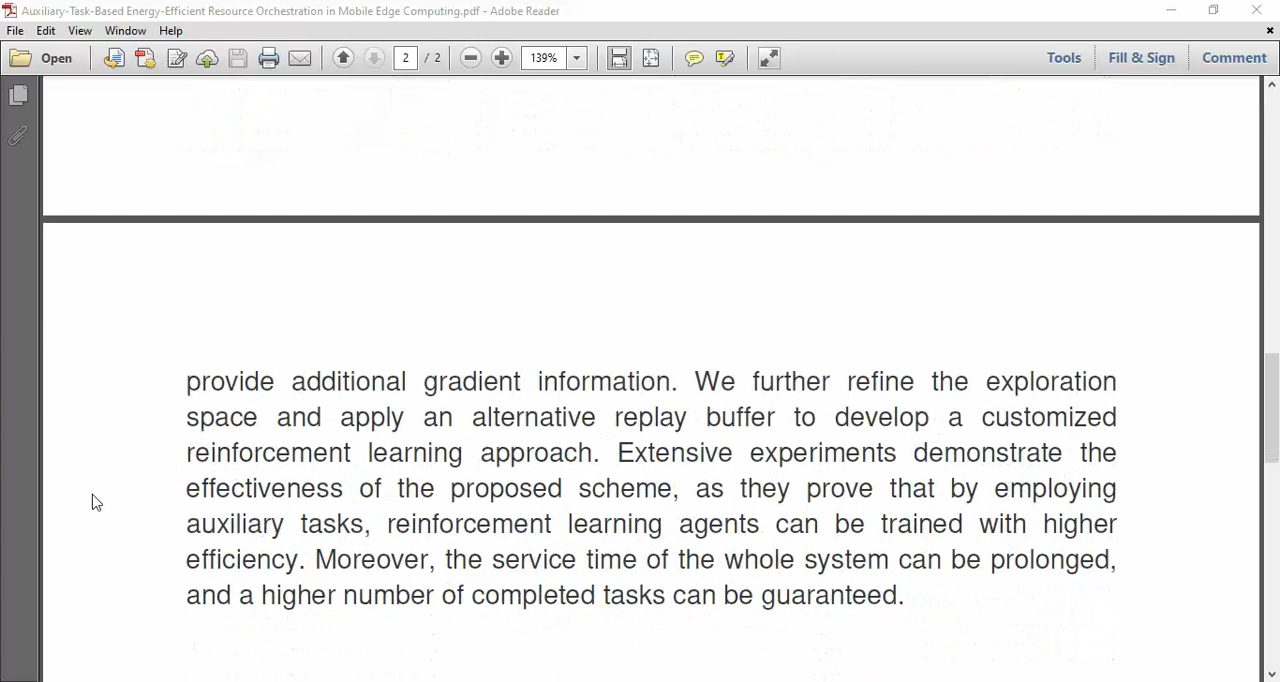 Auxiliary-Task-Based Energy-Efficient Resource Orchestration in Mobile Edge Computing.pdf - Adobe Reader
File Edit View Window Help
Open 2 / 2 139% Tools Fill & Sign Comment
provide additional gradient information. We further refine the exploration
space and apply an alternative replay buffer to develop a customized
reinforcement learning approach. Extensive experiments demonstrate the
effectiveness of the proposed scheme, as they prove that by employing
auxiliary tasks, reinforcement learning agents can be trained with higher
efficiency. Moreover, the service time of the whole system can be prolonged,
and a higher number of completed tasks can be guaranteed.